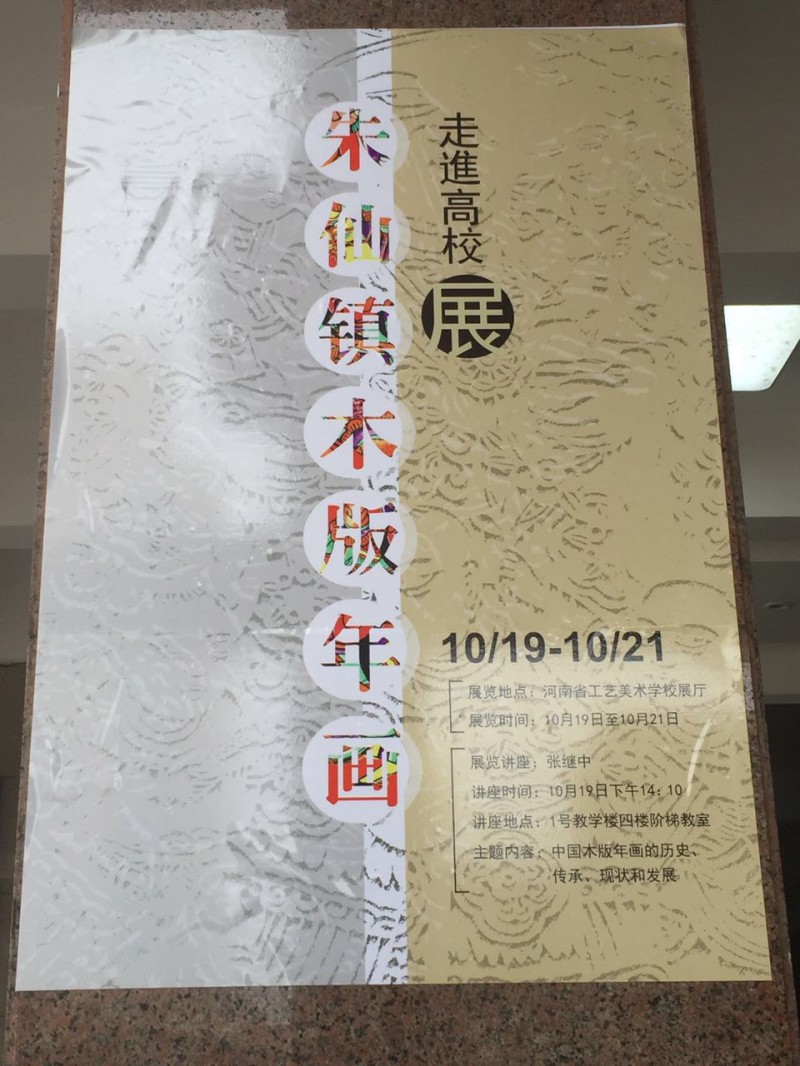 朱仙镇木版年画
走進高校
展
10/19-10/21
展览地点：河南省工艺美术学校展厅
展览时间：10月19日至10月21日
展览讲座：张继中
讲座时间：10月19日下午14：10
讲座地点：1号教学楼四楼阶梯教室
主题内容：中国木版年画的历史、
传承、现状和发展